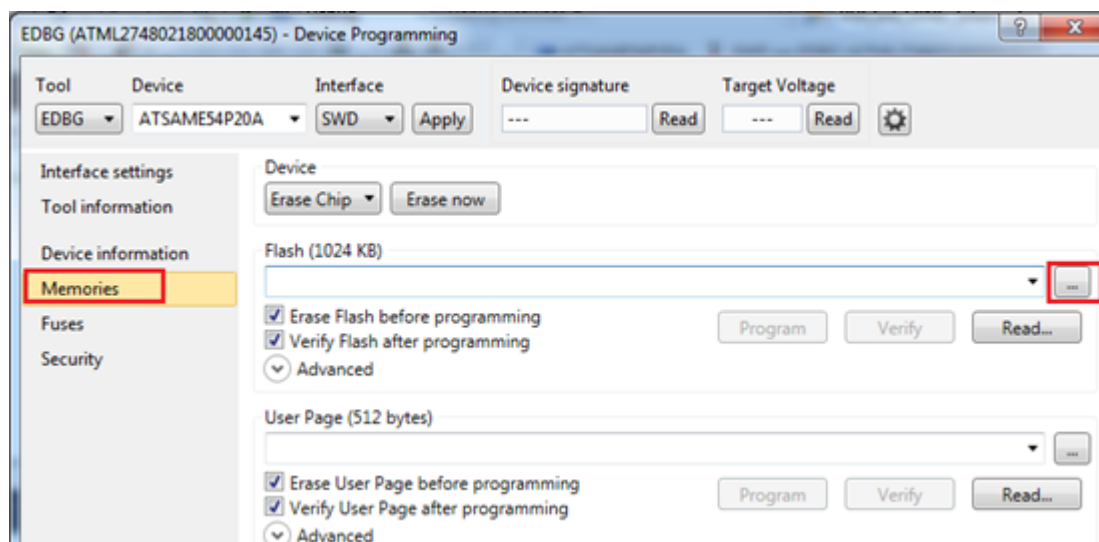 EDBG (ATML2748021800000145) - Device Programming
Tool Device Interface Device signature Target Voltage
EDBG ATSAME54P20A SWD Apply --- Read --- Read
Interface settings
Tool information
Device information
Memories
Fuses
Security
Device
Erase Chip Erase now
Flash (1024 KB)
...
Erase Flash before programming
Verify Flash after programming
Program Verify Read...
Advanced
User Page (512 bytes)
...
Erase User Page before programming
Verify User Page after programming
Program Verify Read...
Advanced